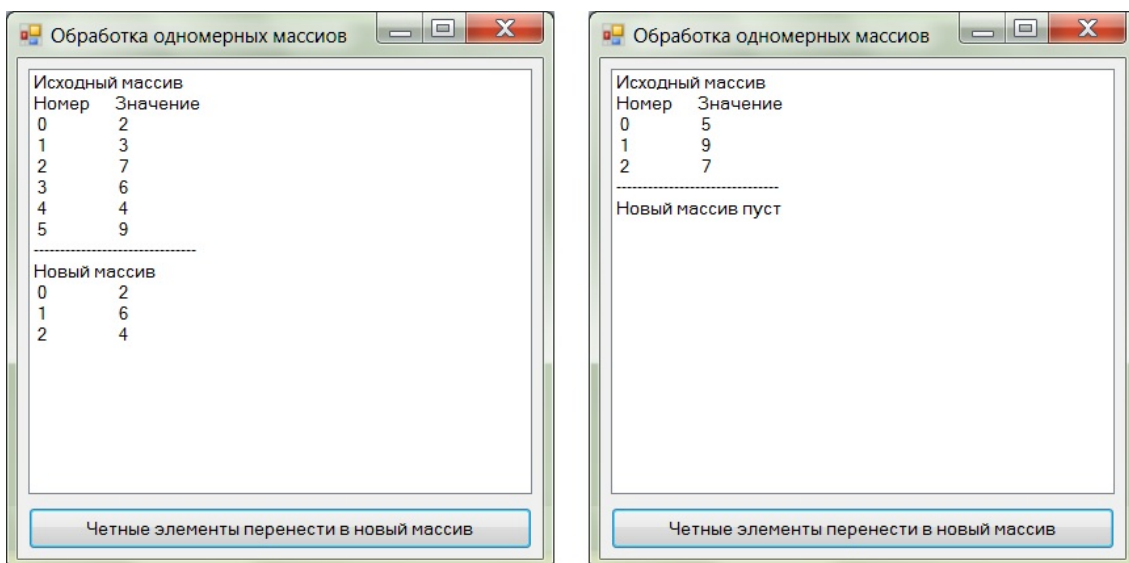 Обработка одномерных массиов
Исходный массив
Номер Значение
0 2
1 3
2 7
3 6
4 4
5 9
-------------------------------
Новый массив
0 2
1 6
2 4
Четные элементы перенести в новый массив
Обработка одномерных массиов
Исходный массив
Номер Значение
0 5
1 9
2 7
-------------------------------
Новый массив пуст
Четные элементы перенести в новый массив